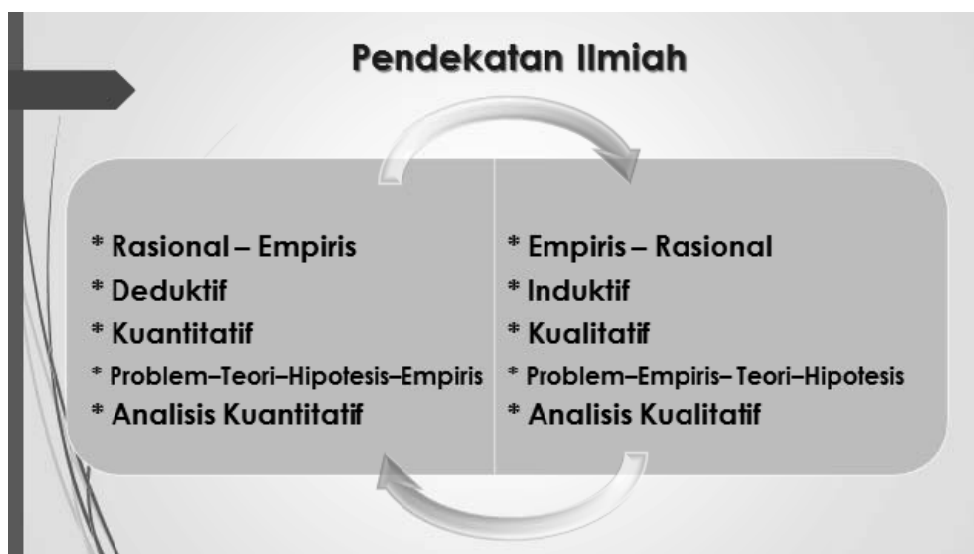 Pendekatan Ilmiah
* Rasional – Empiris
* Deduktif
* Kuantitatif
* Problem–Teori–Hipotesis–Empiris
* Analisis Kuantitatif
* Empiris – Rasional
* Induktif
* Kualitatif
* Problem–Empiris– Teori–Hipotesis
* Analisis Kualitatif